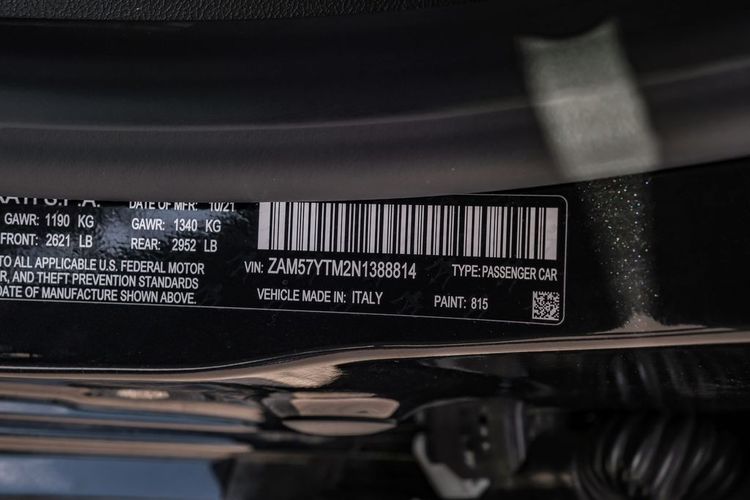 DATE OF MFR: 10/21
GAWR: 1190 KG GAWR: 1340 KG
FRONT: 2621 LB REAR: 2952 LB
TO ALL APPLICABLE U.S. FEDERAL MOTOR
R, AND THEFT PREVENTION STANDARDS
DATE OF MANUFACTURE SHOWN ABOVE.
VIN: ZAM57YTM2N1388814 TYPE: PASSENGER CAR
VEHICLE MADE IN: ITALY PAINT: 815